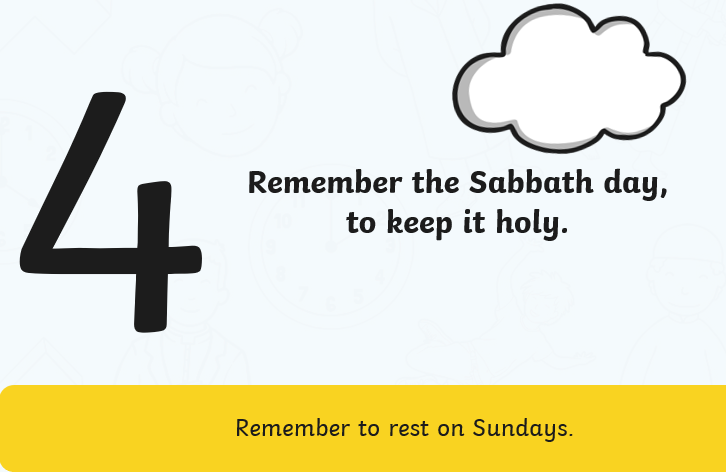 4
Remember the Sabbath day,
to keep it holy.
Remember to rest on Sundays.